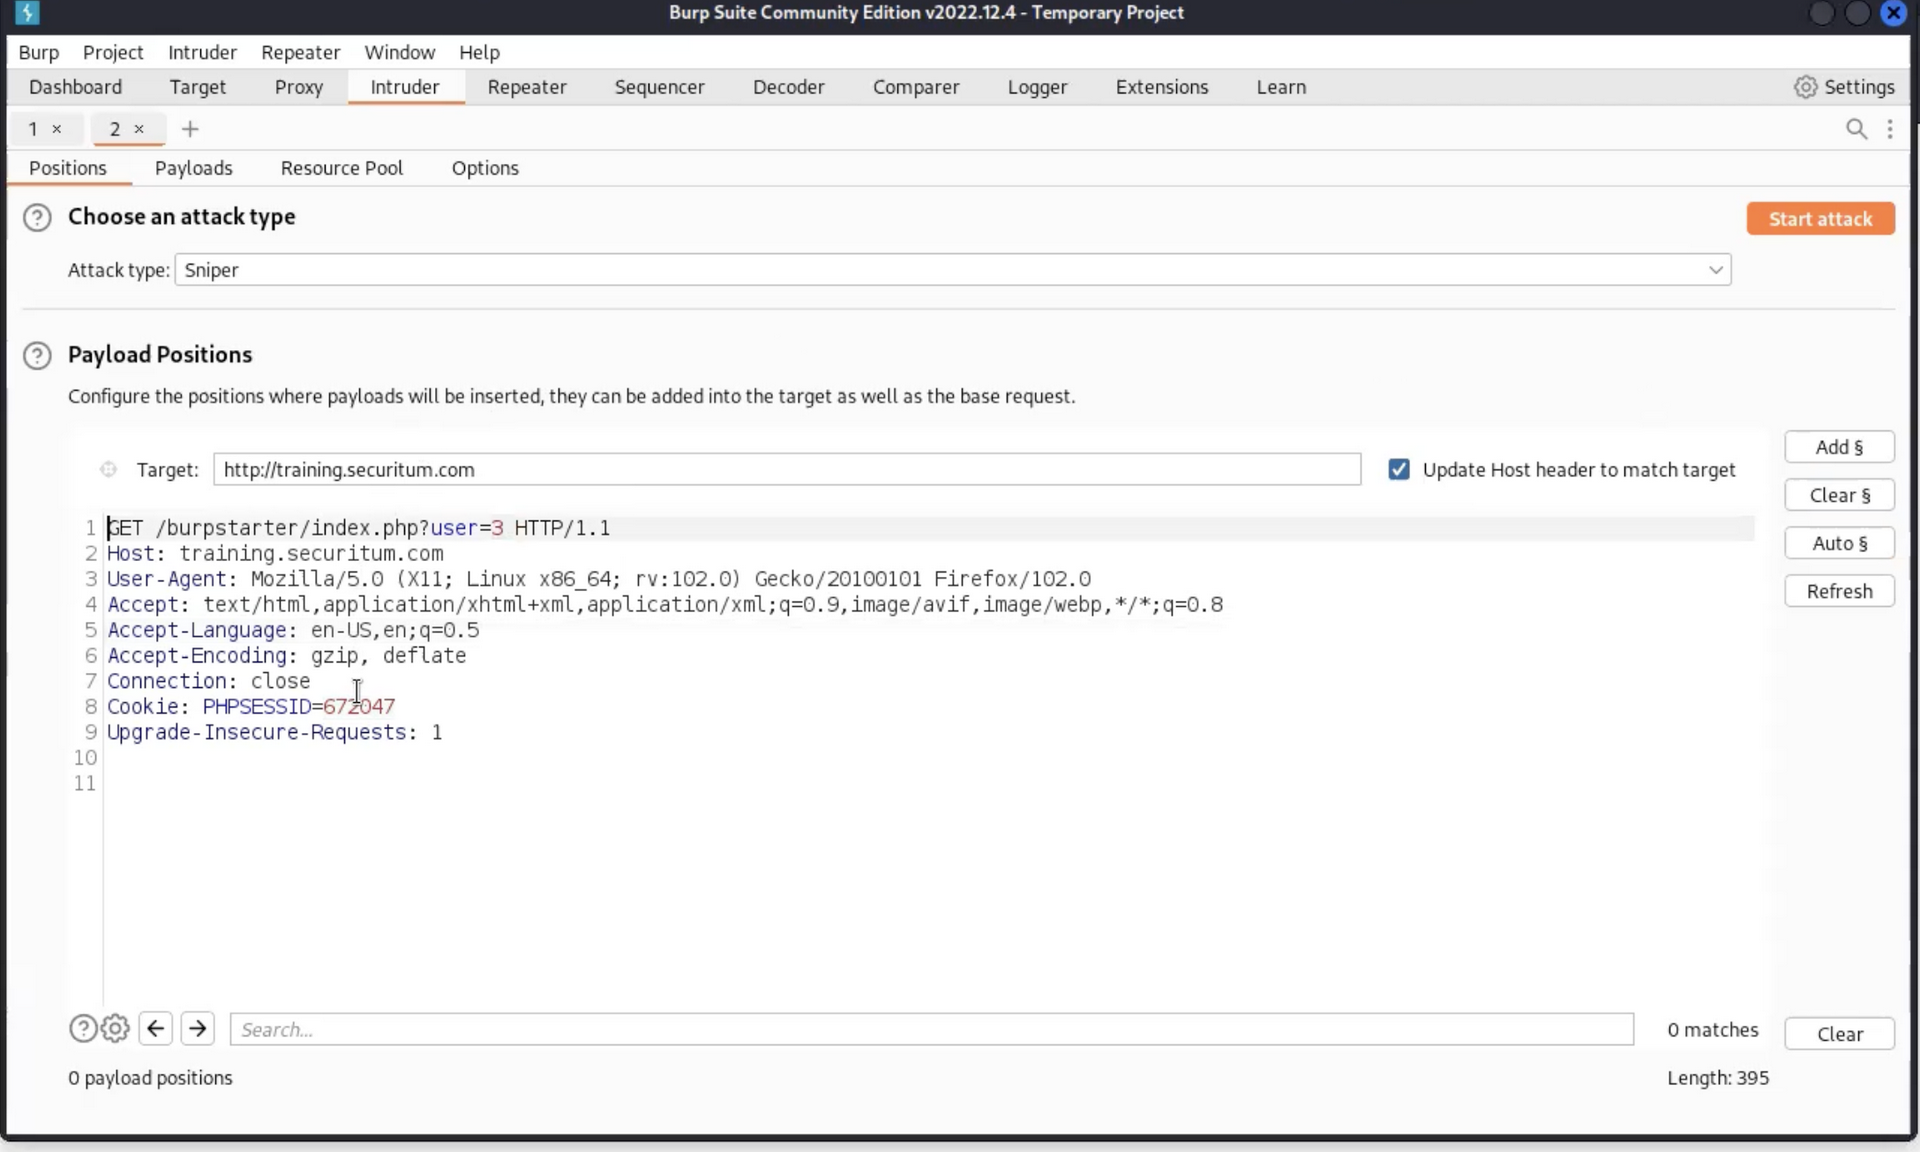 Burp Suite Community Edition v2022.12.4 - Temporary Project
Burp Project Intruder Repeater Window Help
Dashboard Target Proxy Intruder Repeater Sequencer Decoder Comparer Logger Extensions Learn Settings
1 × 2 × +
Positions Payloads Resource Pool Options
? Choose an attack type Start attack
Attack type: Sniper
? Payload Positions
Configure the positions where payloads will be inserted, they can be added into the target as well as the base request.
Add §
Target: http://training.securitum.com Update Host header to match target
Clear §
1 GET /burpstarter/index.php?user=3 HTTP/1.1
Auto §
2 Host: training.securitum.com
3 User-Agent: Mozilla/5.0 (X11; Linux x86_64; rv:102.0) Gecko/20100101 Firefox/102.0
Refresh
4 Accept: text/html,application/xhtml+xml,application/xml;q=0.9,image/avif,image/webp,*/*;q=0.8
5 Accept-Language: en-US,en;q=0.5
6 Accept-Encoding: gzip, deflate
7 Connection: close
8 Cookie: PHPSESSID=672047
9 Upgrade-Insecure-Requests: 1
10
11
? Search... 0 matches Clear
0 payload positions Length: 395